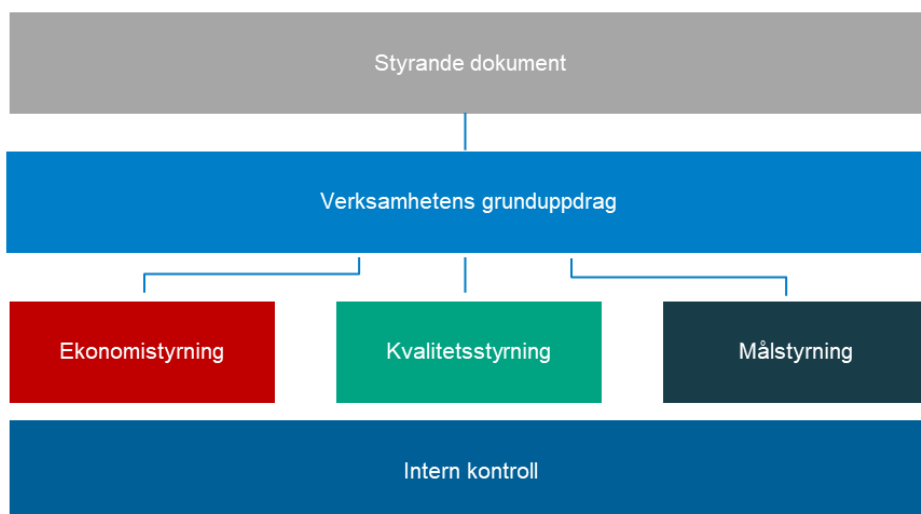 Styrande dokument
Verksamhetens grunduppdrag
Ekonomistyrning
Kvalitetsstyrning
Målstyrning
Intern kontroll